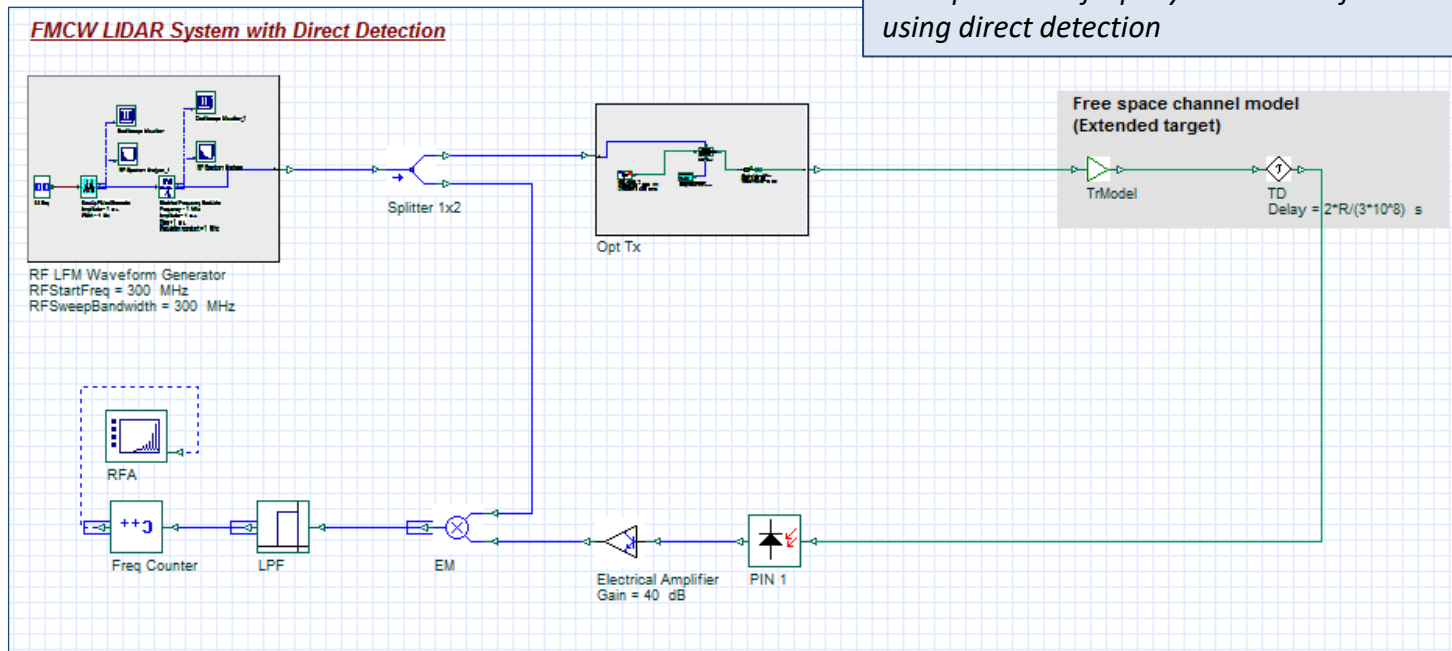 using direct detection
FMCW LIDAR System with Direct Detection
Free space channel model
(Extended target)
TrModel
TD
Delay = 2*R/(3*10^8) s
Splitter 1x2
Opt Tx
RF LFM Waveform Generator
RFStartFreq = 300 MHz
RFSweepBandwidth = 300 MHz
RFA
Freq Counter
LPF
EM
Electrical Amplifier
Gain = 40 dB
PIN 1